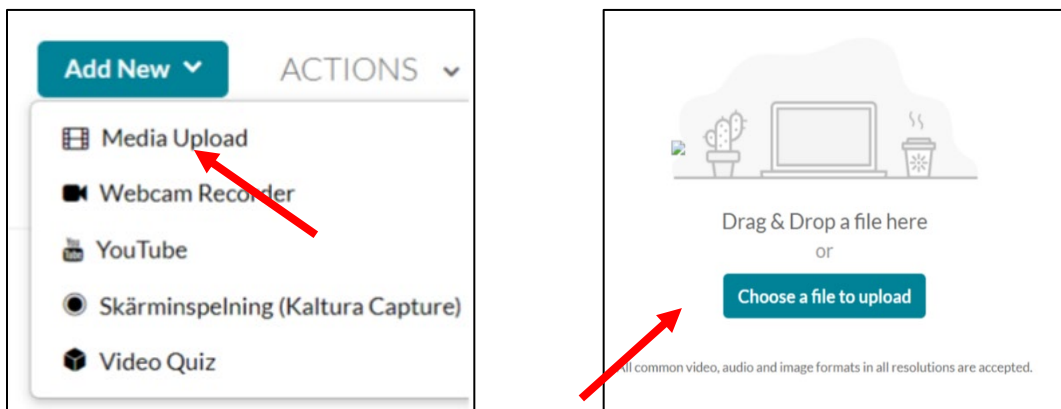 Add New
ACTIONS
Media Upload
Webcam Recorder
YouTube
Skärminspelning (Kaltura Capture)
Video Quiz
Drag & Drop a file here
or
Choose a file to upload
All common video, audio and image formats in all resolutions are accepted.